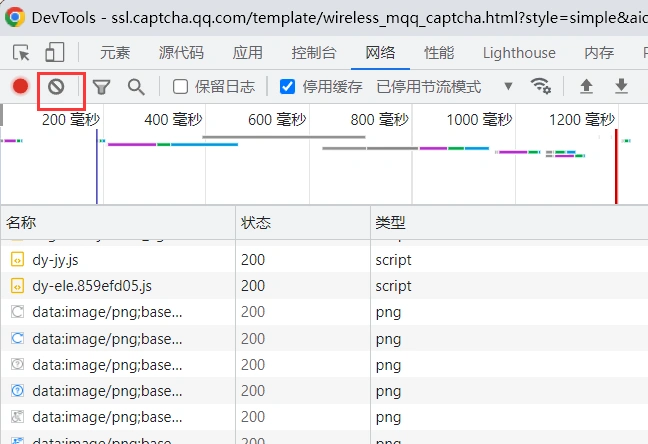 DevTools - ssl.captcha.qq.com/template/wireless_mqq_captcha.html?style=simple&aid
元素 源代码 应用 控制台 网络 性能 Lighthouse 内存
保留日志 停用缓存 已停用节流模式
200 毫秒 400 毫秒 600 毫秒 800 毫秒 1000 毫秒 1200 毫秒
名称 状态 类型
dy-jy.js 200 script
dy-ele.859efd05.js 200 script
data:image/png;base... 200 png
data:image/png;base... 200 png
data:image/png;base... 200 png
data:image/png;base... 200 png
data:image/png;base... 200 png
data:image/png;base... 200 png